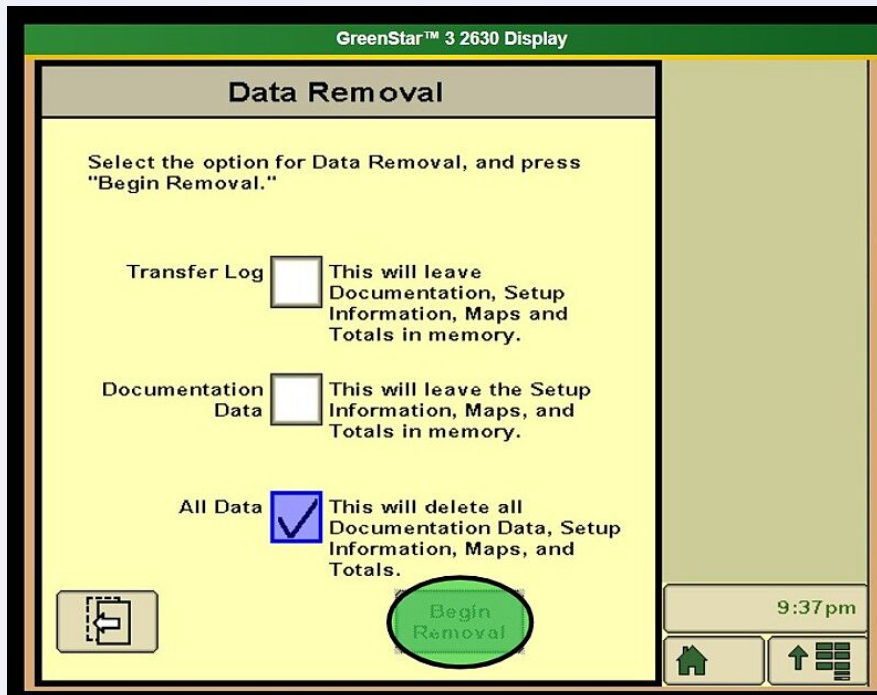 GreenStar™ 3 2630 Display
Data Removal
Select the option for Data Removal, and press
"Begin Removal."
Transfer Log
This will leave
Documentation, Setup
Information, Maps and
Totals in memory.
Documentation
Data
This will leave the Setup
Information, Maps, and
Totals in memory.
All Data
This will delete all
Documentation Data, Setup
Information, Maps, and
Totals.
Begin
Removal
9:37pm